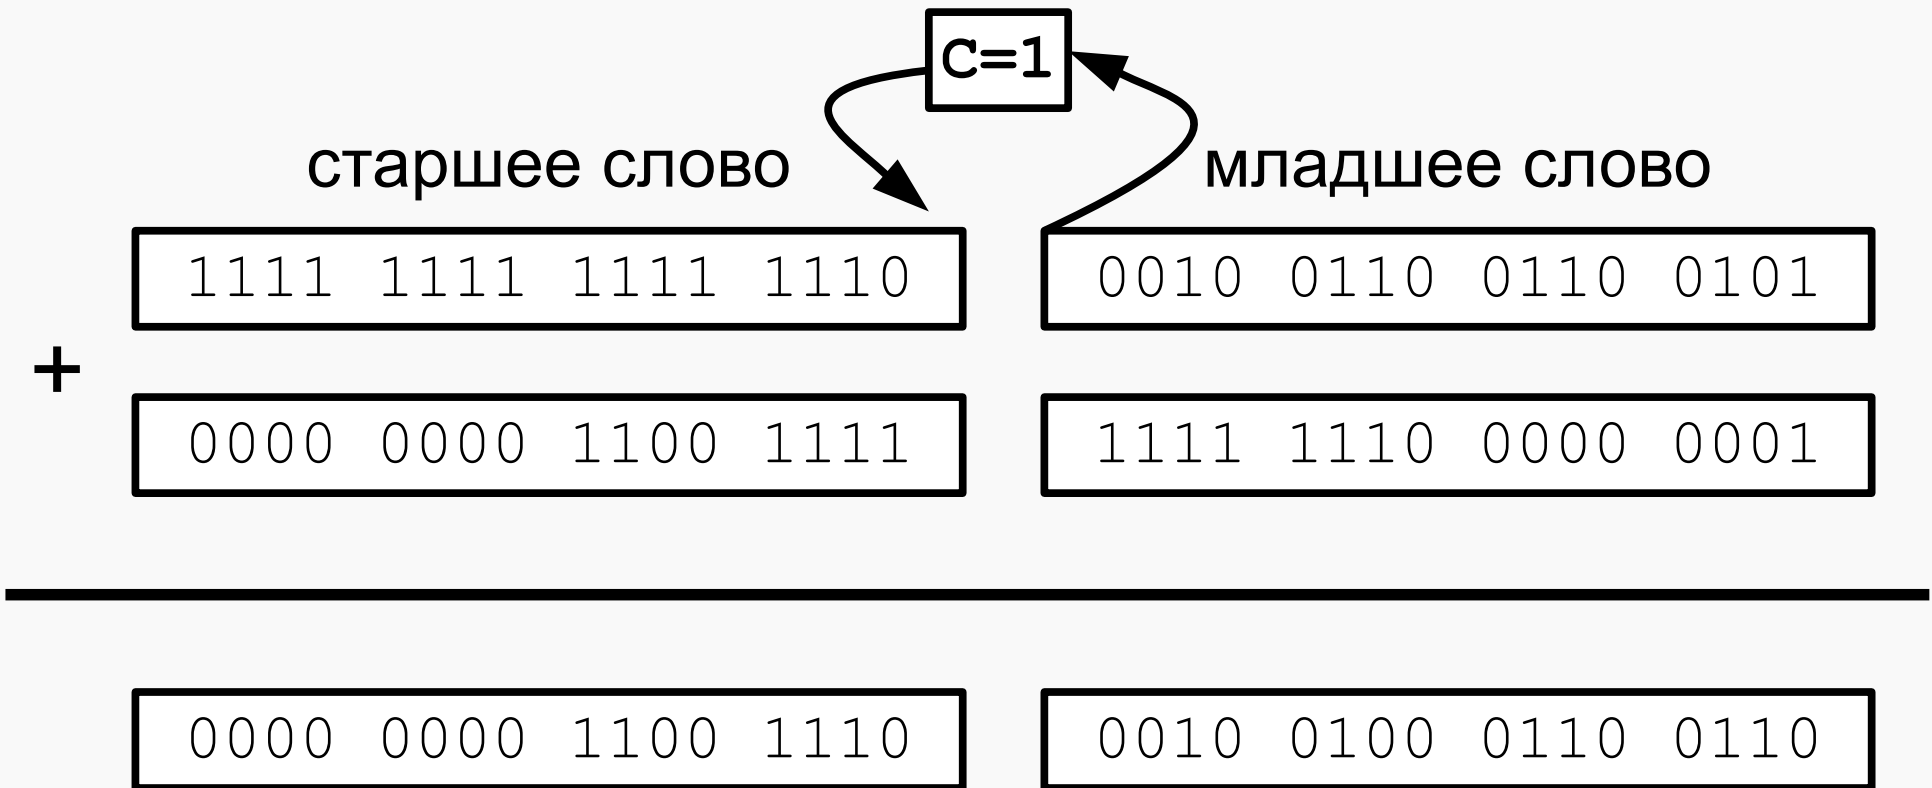 C=1
старшее слово младшее слово
1111 1111 1111 1110 0010 0110 0110 0101
+
0000 0000 1100 1111 1111 1110 0000 0001
0000 0000 1100 1110 0010 0100 0110 0110